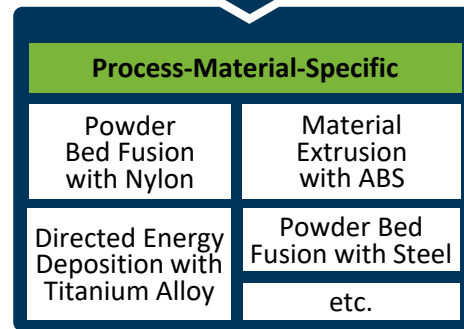 Process-Material-Specific
Powder
Bed Fusion
with Nylon
Material
Extrusion
with ABS
Directed Energy
Deposition with
Titanium Alloy
Powder Bed
Fusion with Steel
etc.